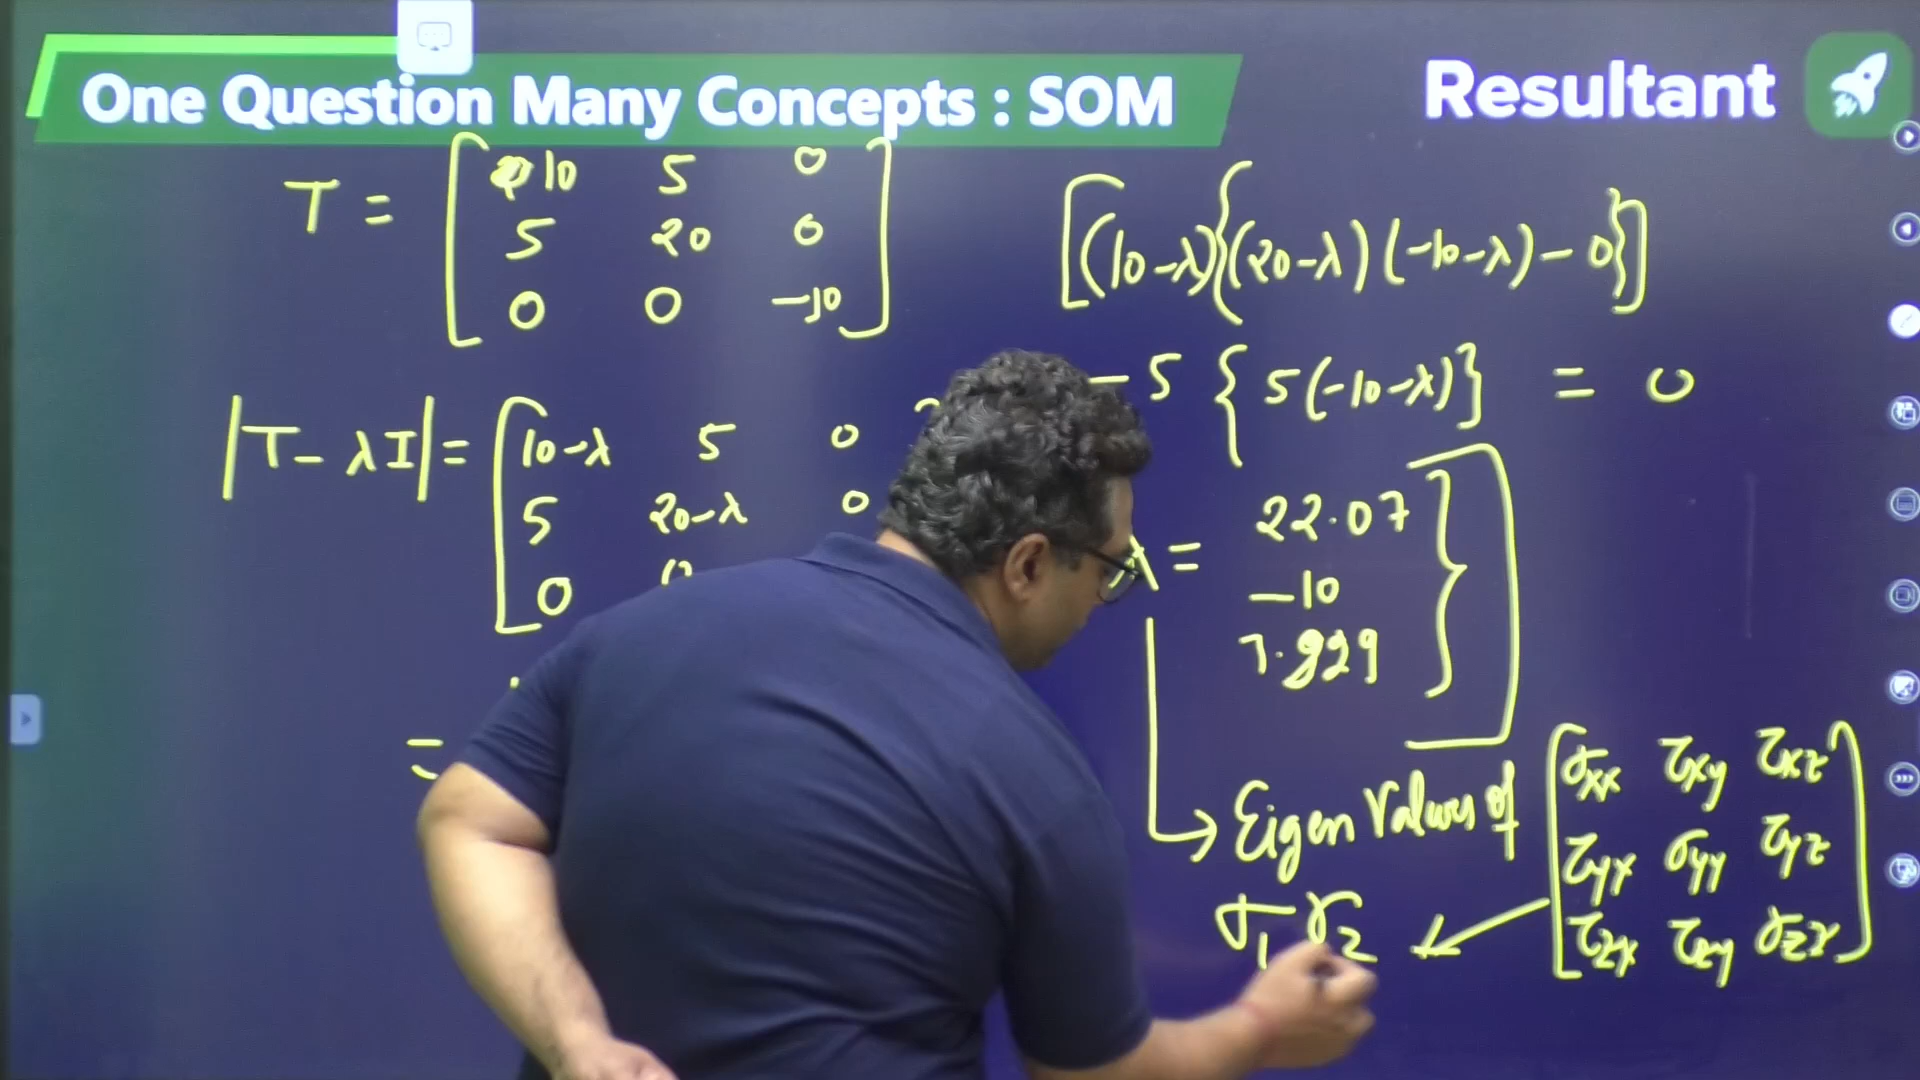 One Question Many Concepts : SOM
Resultant
T = [ 10 5 0
5 20 0
0 0 -10 ]
|T - λI| = [ 10-λ 5 0
5 20-λ 0
0
=
[(10-λ){(20-λ)(-10-λ) - 0}]
-5 {5(-10-λ)} = 0
λ = 22.07
-10
7.929
Eigen Values of
[ σxx τxy τxz
τyx σyy τyz
τzx τzy σzz ]
σ1 σ2